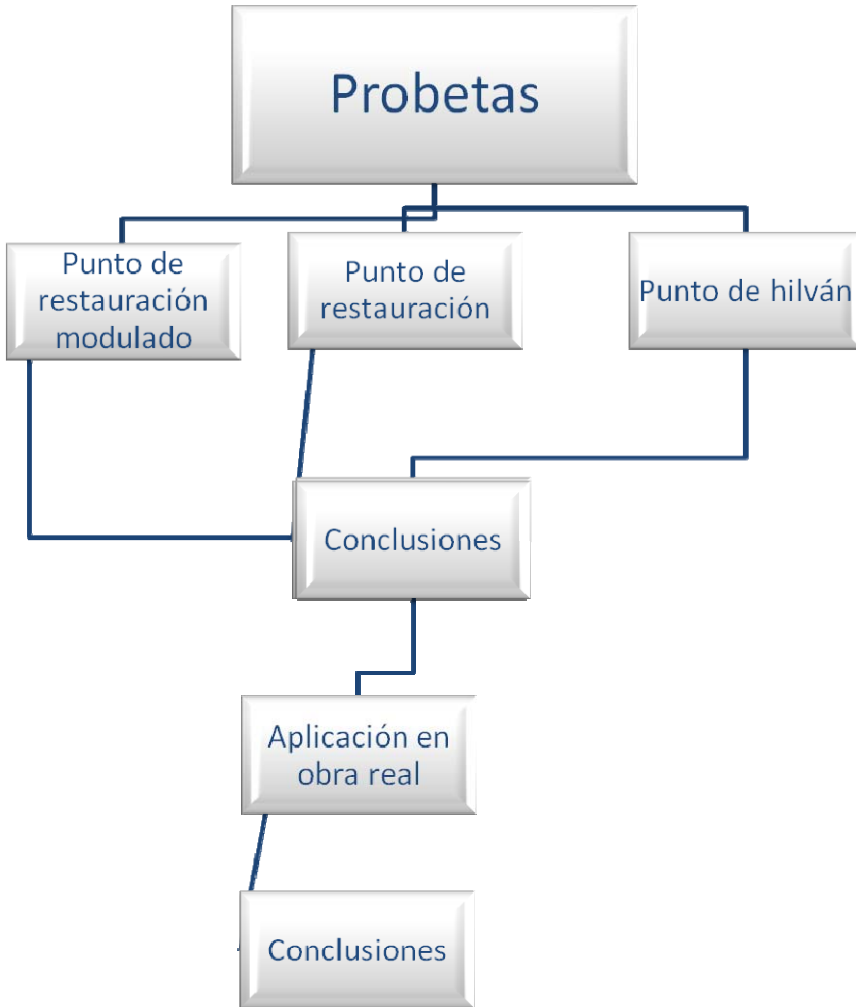 Probetas
Punto de
restauración
modulado
Punto de
restauración
Punto de hilván
Conclusiones
Aplicación en
obra real
Conclusiones